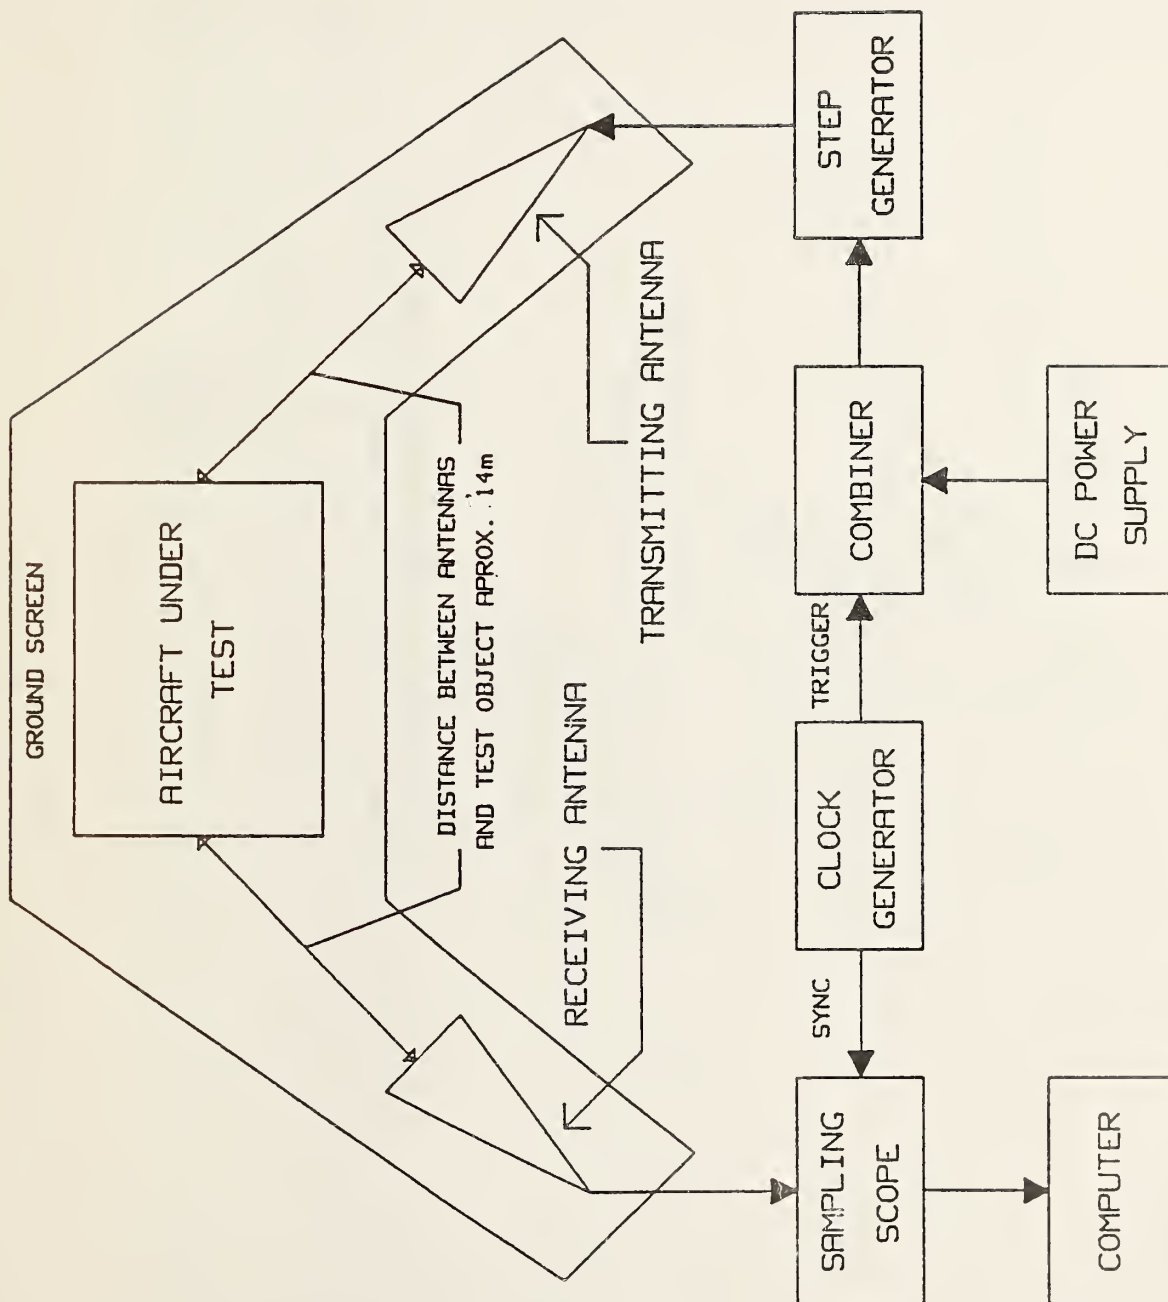 GROUND SCREEN
AIRCRAFT UNDER
TEST
DISTANCE BETWEEN ANTENNAS
AND TEST OBJECT APROX. 14m
RECEIVING ANTENNA
TRANSMITTING ANTENNA
SAMPLING
SCOPE
SYNC
CLOCK
GENERATOR
TRIGGER
COMBINER
STEP
GENERATOR
COMPUTER
DC POWER
SUPPLY